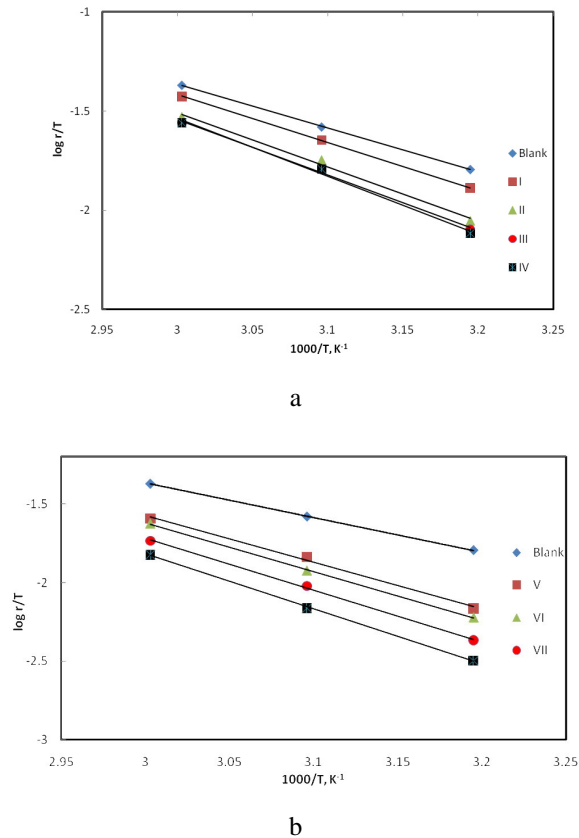 -1
-1.5
-2
-2.5
log r/T
2.95 3 3.05 3.1 3.15 3.2 3.25
1000/T, K-1
Blank
I
II
III
IV
a
-1.5
-2
-2.5
-3
log r/T
2.95 3 3.05 3.1 3.15 3.2 3.25
1000/T, K-1
Blank
V
VI
VII
b